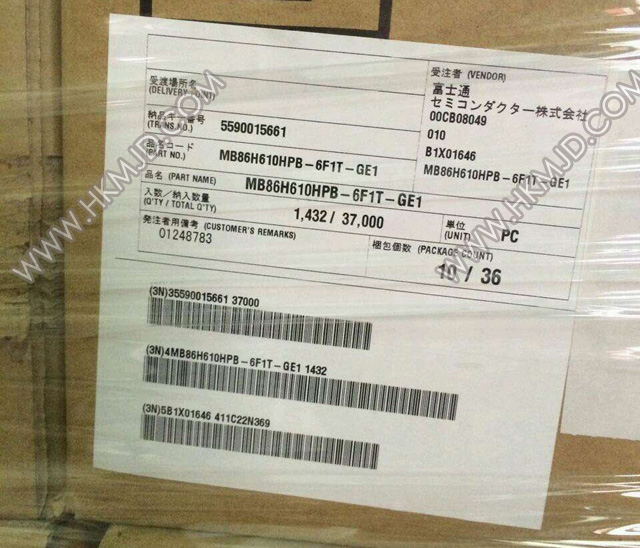 受渡場所名
(DELIVERY POINT)
納品キー番号
(TRANS.NO.)
5590015661
品名コード
(PART NO.)
MB86H610HPB-6F1T-GE1
品名 (PART NAME)
MB86H610HPB-6F1T-GE1
入数/納入数量
(Q'TY / TOTAL Q'TY)
1,432 / 37,000
単位
(UNIT)
PC
発注者用備考 (CUSTOMER'S REMARKS)
01248783
梱包個数 (PACKAGE COUNT)
10 / 36
受注者 (VENDOR)
富士通
セミコンダクター株式会社
00CB08049
010
B1X01646
MB86H610HPB-6F1T-GE1
(3N)35590015661 37000
(3N)4MB86H610HPB-6F1T-GE1 1432
(3N)5B1X01646 411C22N369
WWW.HKMJD.COM
WWW.HKMJD.COM